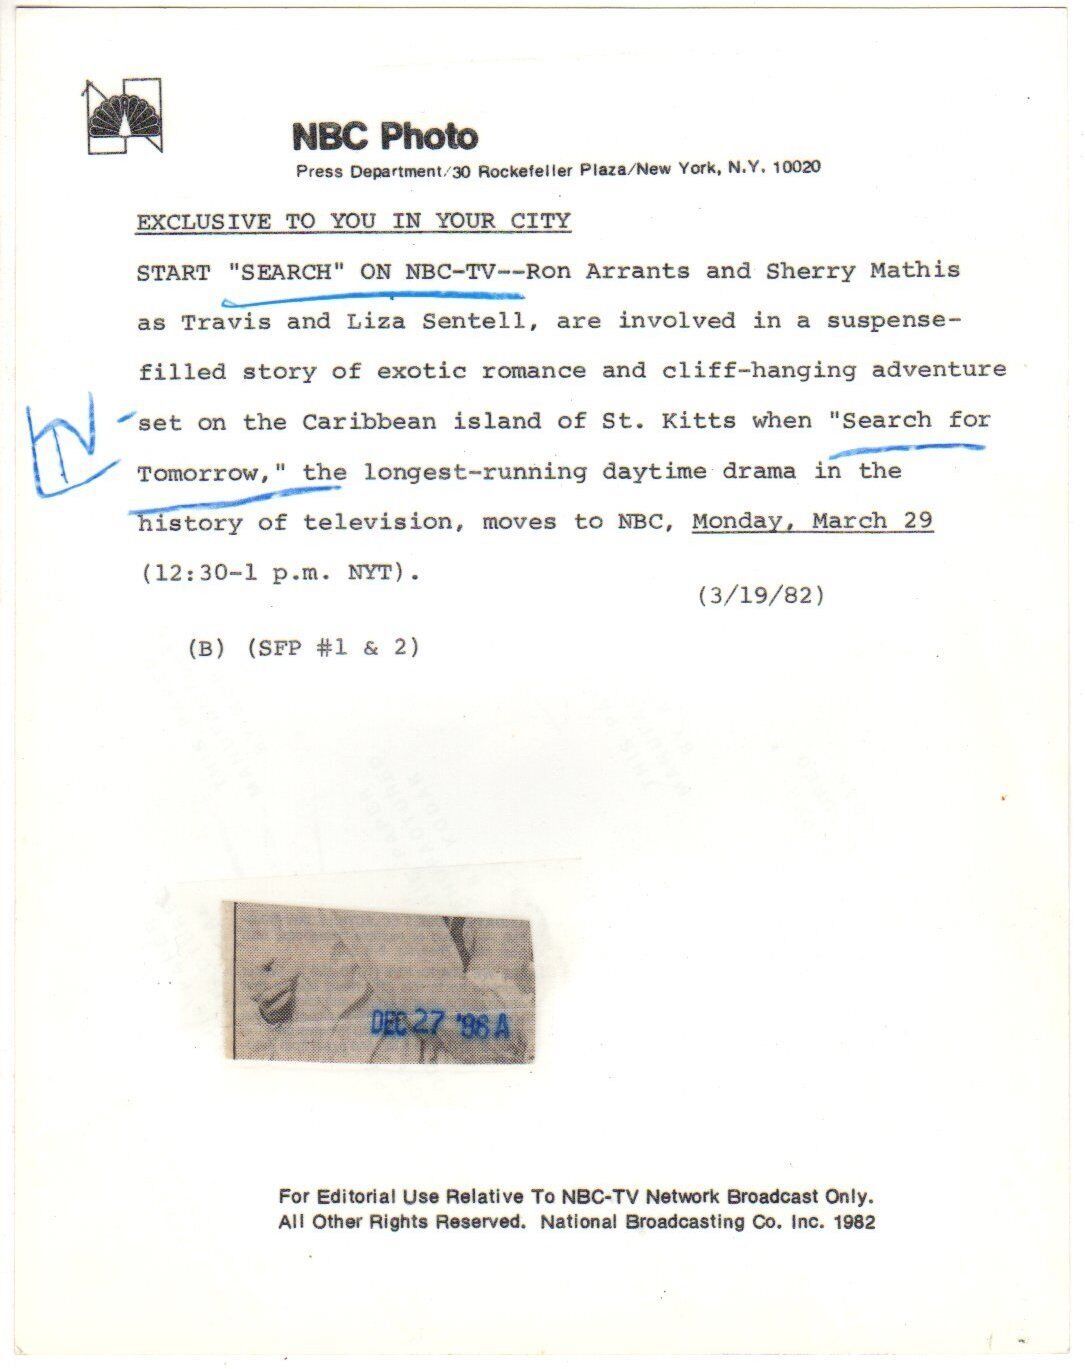 NBC Photo
Press Department/30 Rockefeller Plaza/New York, N.Y. 10020
EXCLUSIVE TO YOU IN YOUR CITY
START "SEARCH" ON NBC-TV--Ron Arrants and Sherry Mathis
as Travis and Liza Sentell, are involved in a suspense-
filled story of exotic romance and cliff-hanging adventure
set on the Caribbean island of St. Kitts when "Search for
Tomorrow," the longest-running daytime drama in the
history of television, moves to NBC, Monday, March 29
(12:30-1 p.m. NYT).
(3/19/82)
(B) (SFP #1 & 2)
DEC 27 '86 A
For Editorial Use Relative To NBC-TV Network Broadcast Only.
All Other Rights Reserved. National Broadcasting Co. Inc. 1982